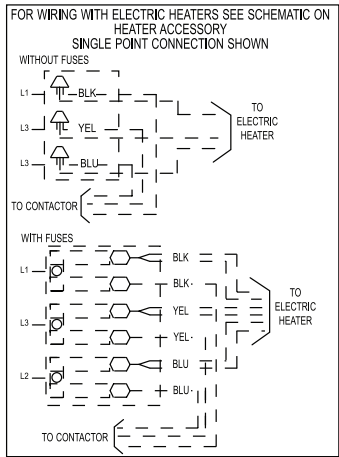 FOR WIRING WITH ELECTRIC HEATERS SEE SCHEMATIC ON
HEATER ACCESSORY
SINGLE POINT CONNECTION SHOWN
WITHOUT FUSES
L1
BLK
L3
YEL
L3
BLU
TO
ELECTRIC
HEATER
TO CONTACTOR
WITH FUSES
BLK
L1
BLK
YEL
L3
YEL
BLU
L2
BLU
TO
ELECTRIC
HEATER
TO CONTACTOR